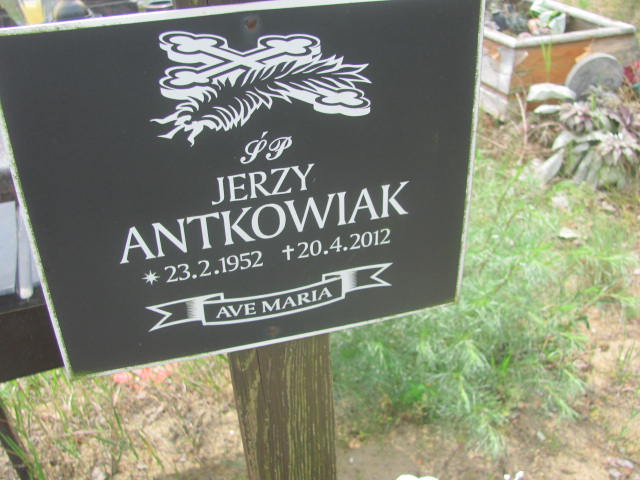 ŚP
JERZY
ANTKOWIAK
* 23.2.1952 † 20.4.2012
AVE MARIA